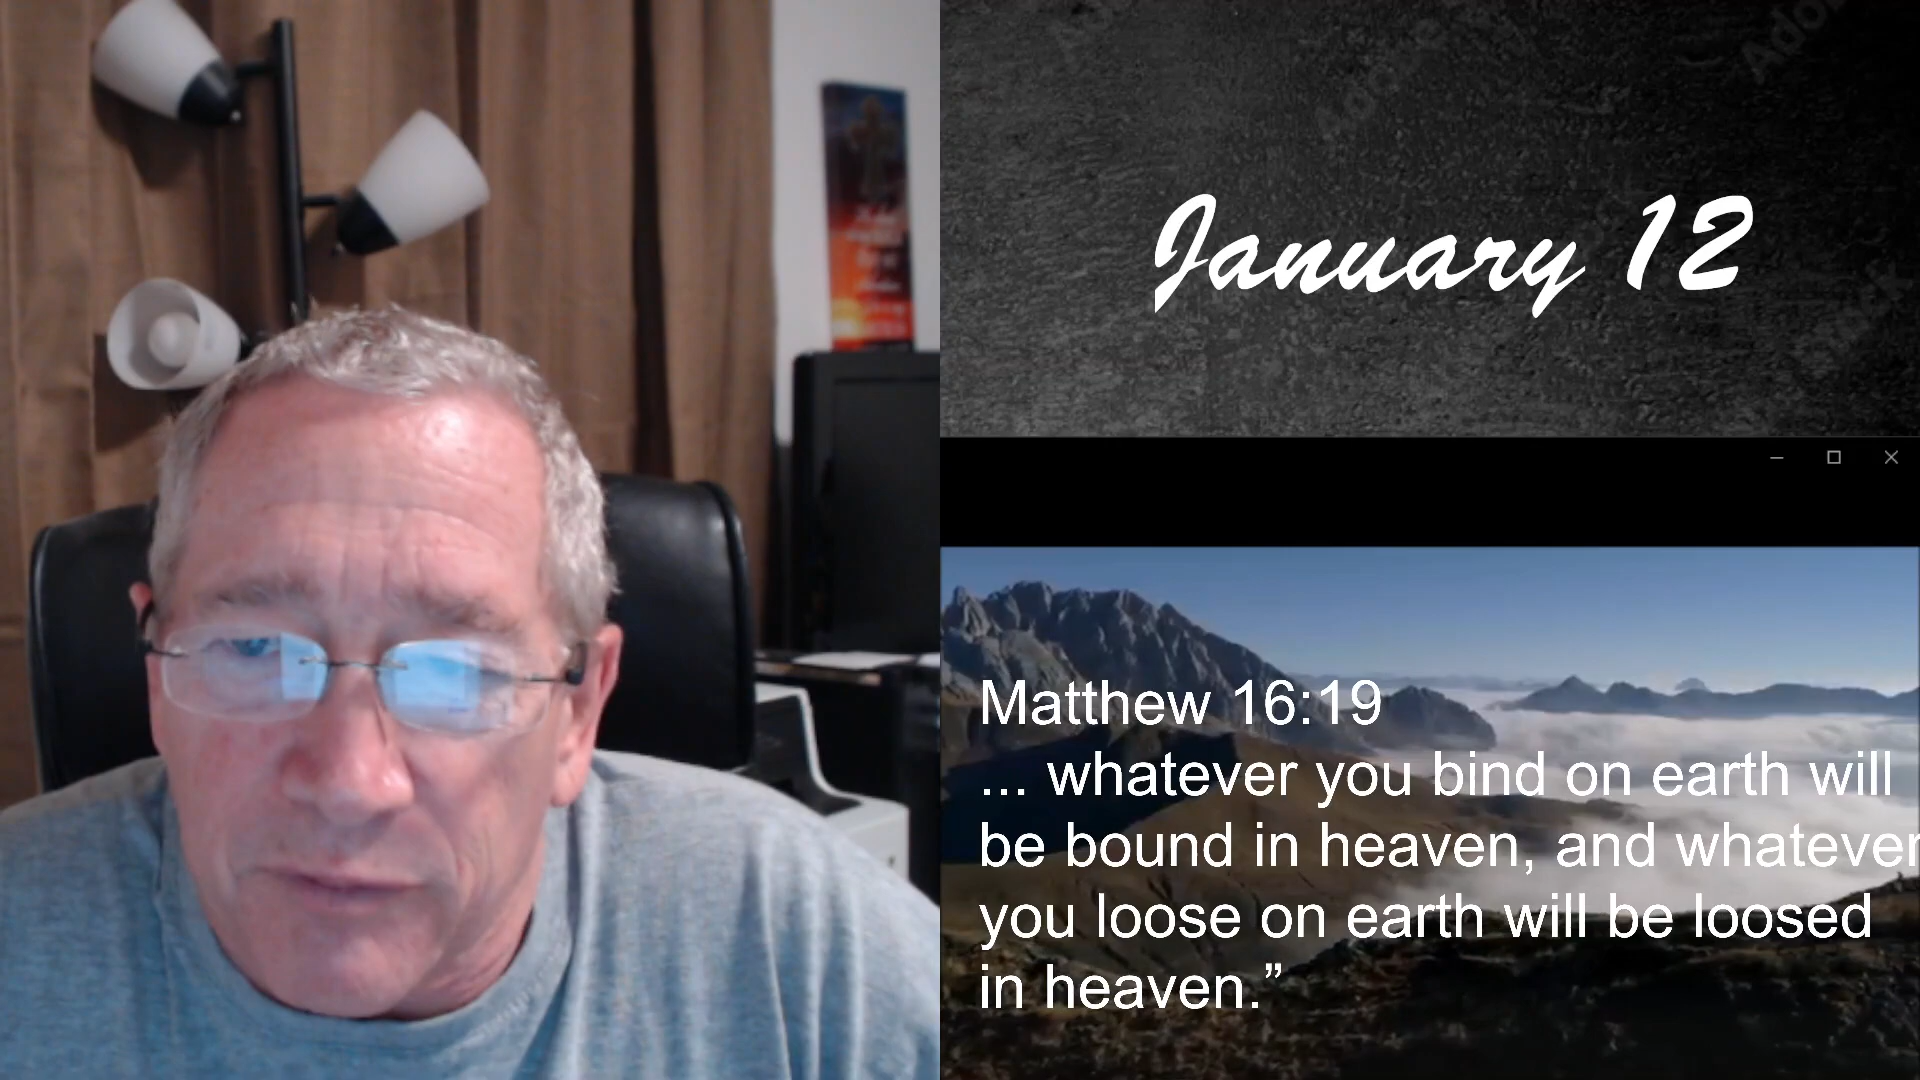 January 12
Matthew 16:19
... whatever you bind on earth will
be bound in heaven, and whatever
you loose on earth will be loosed
in heaven.”